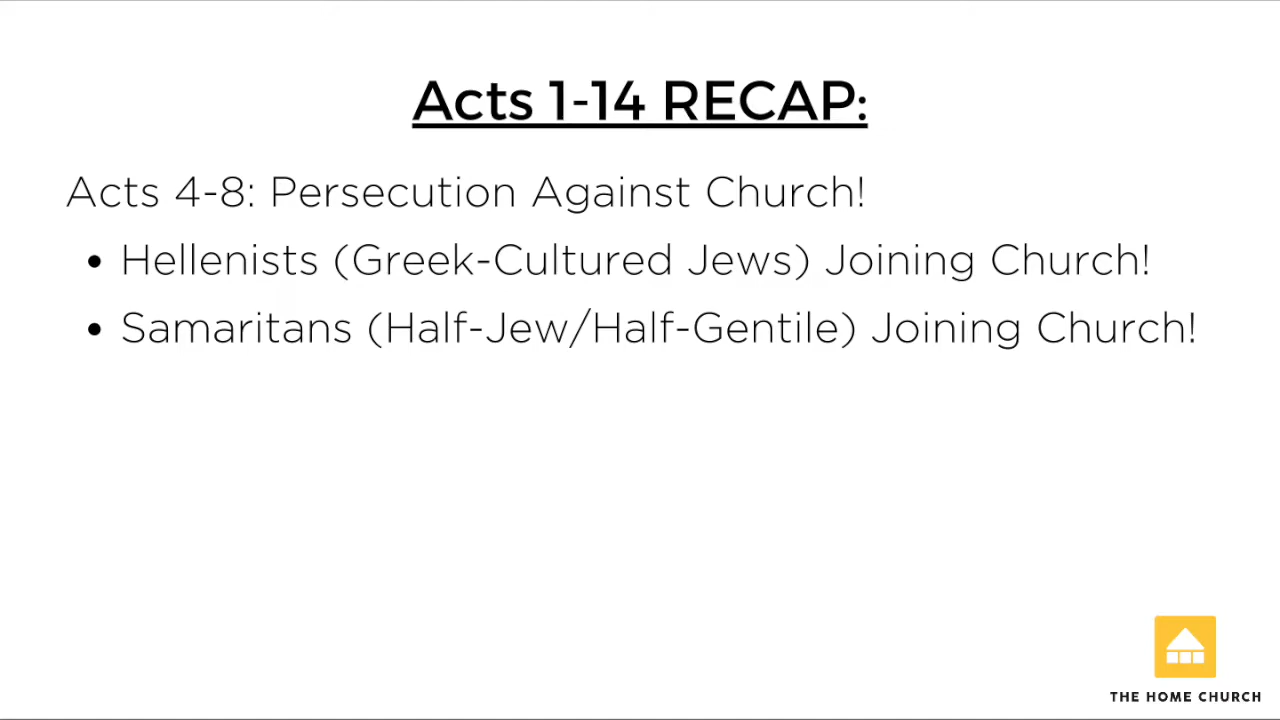 Acts 1-14 RECAP:
Acts 4-8: Persecution Against Church!
• Hellenists (Greek-Cultured Jews) Joining Church!
• Samaritans (Half-Jew/Half-Gentile) Joining Church!
THE HOME CHURCH